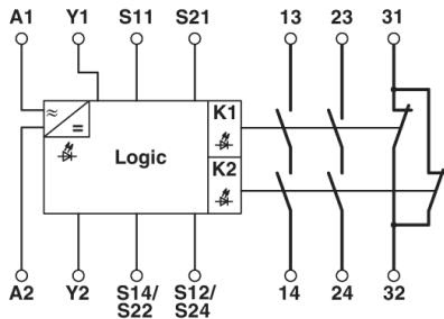 A1 Y1 S11 S21 13 23 31
≈
=
K1
Logic
K2
A2 Y2 S14/ S12/ 14 24 32
S22 S24